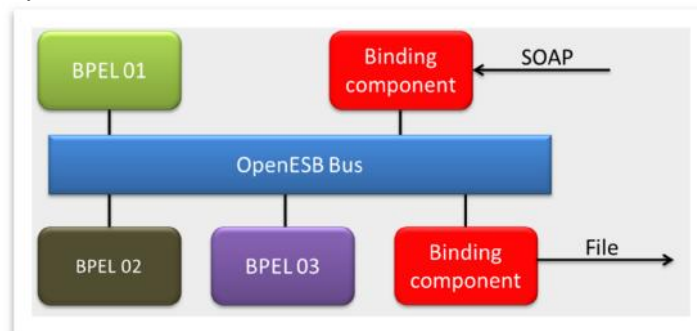 BPEL 01
Binding
component
SOAP
OpenESB Bus
BPEL 02
BPEL 03
Binding
component
File